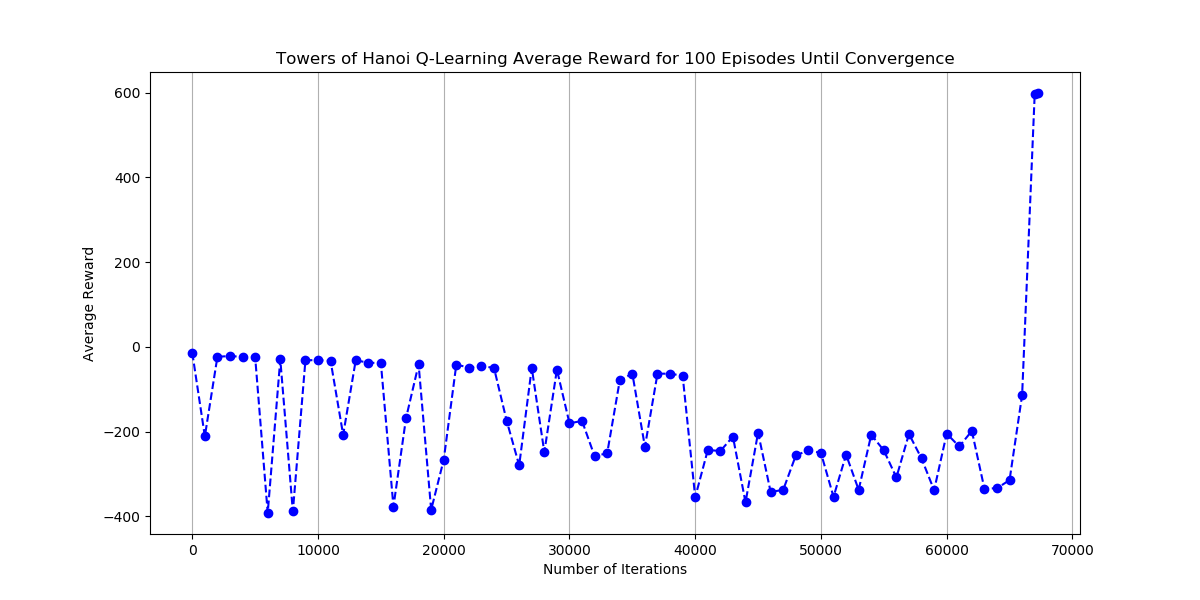 Towers of Hanoi Q-Learning Average Reward for 100 Episodes Until Convergence
600
400
200
0
−200
−400
Average Reward
0 10000 20000 30000 40000 50000 60000 70000
Number of Iterations